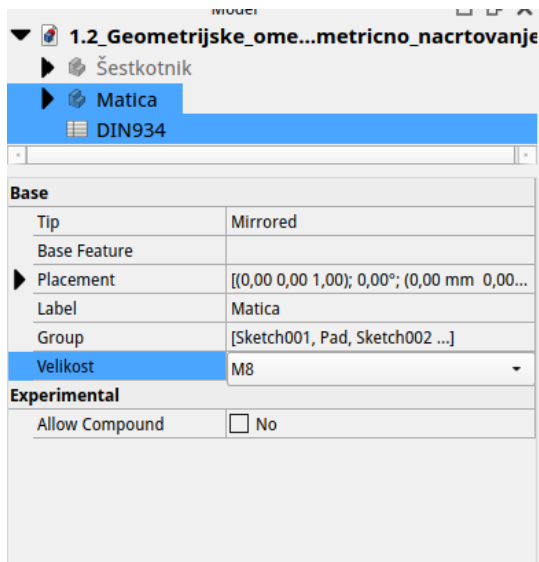 Model
1.2_Geometrijske_ome...metricno_nacrtovanje
Šestkotnik
Matica
DIN934
Base
Tip Mirrored
Base Feature
Placement [(0,00 0,00 1,00); 0,00°; (0,00 mm 0,00...
Label Matica
Group [Sketch001, Pad, Sketch002 ...]
Velikost M8
Experimental
Allow Compound No